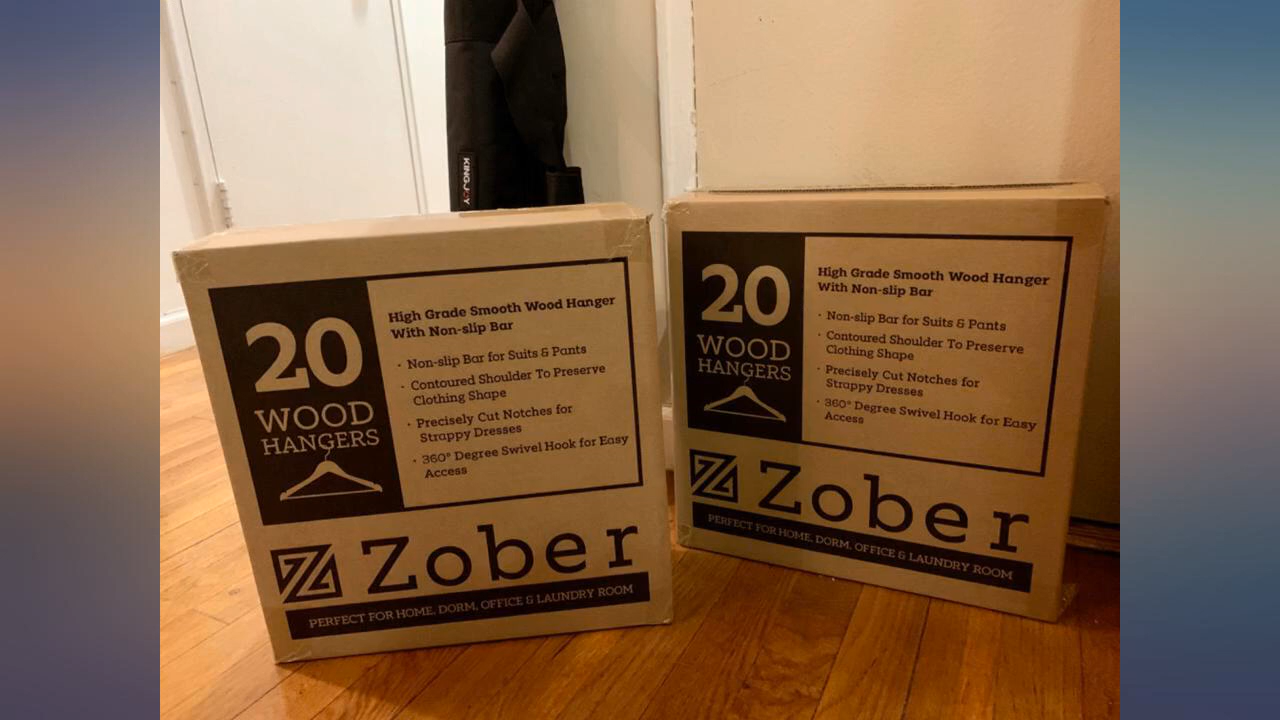 KINGJOY
20
WOOD
HANGERS
High Grade Smooth Wood Hanger
With Non-slip Bar
· Non-slip Bar for Suits & Pants
· Contoured Shoulder To Preserve
Clothing Shape
· Precisely Cut Notches for
Strappy Dresses
· 360° Degree Swivel Hook for Easy
Access
Zober
PERFECT FOR HOME, DORM, OFFICE & LAUNDRY ROOM
20
WOOD
HANGERS
High Grade Smooth Wood Hanger
With Non-slip Bar
· Non-slip Bar for Suits & Pants
· Contoured Shoulder To Preserve
Clothing Shape
· Precisely Cut Notches for
Strappy Dresses
· 360° Degree Swivel Hook for Easy
Access
Zober
PERFECT FOR HOME, DORM, OFFICE & LAUNDRY ROOM